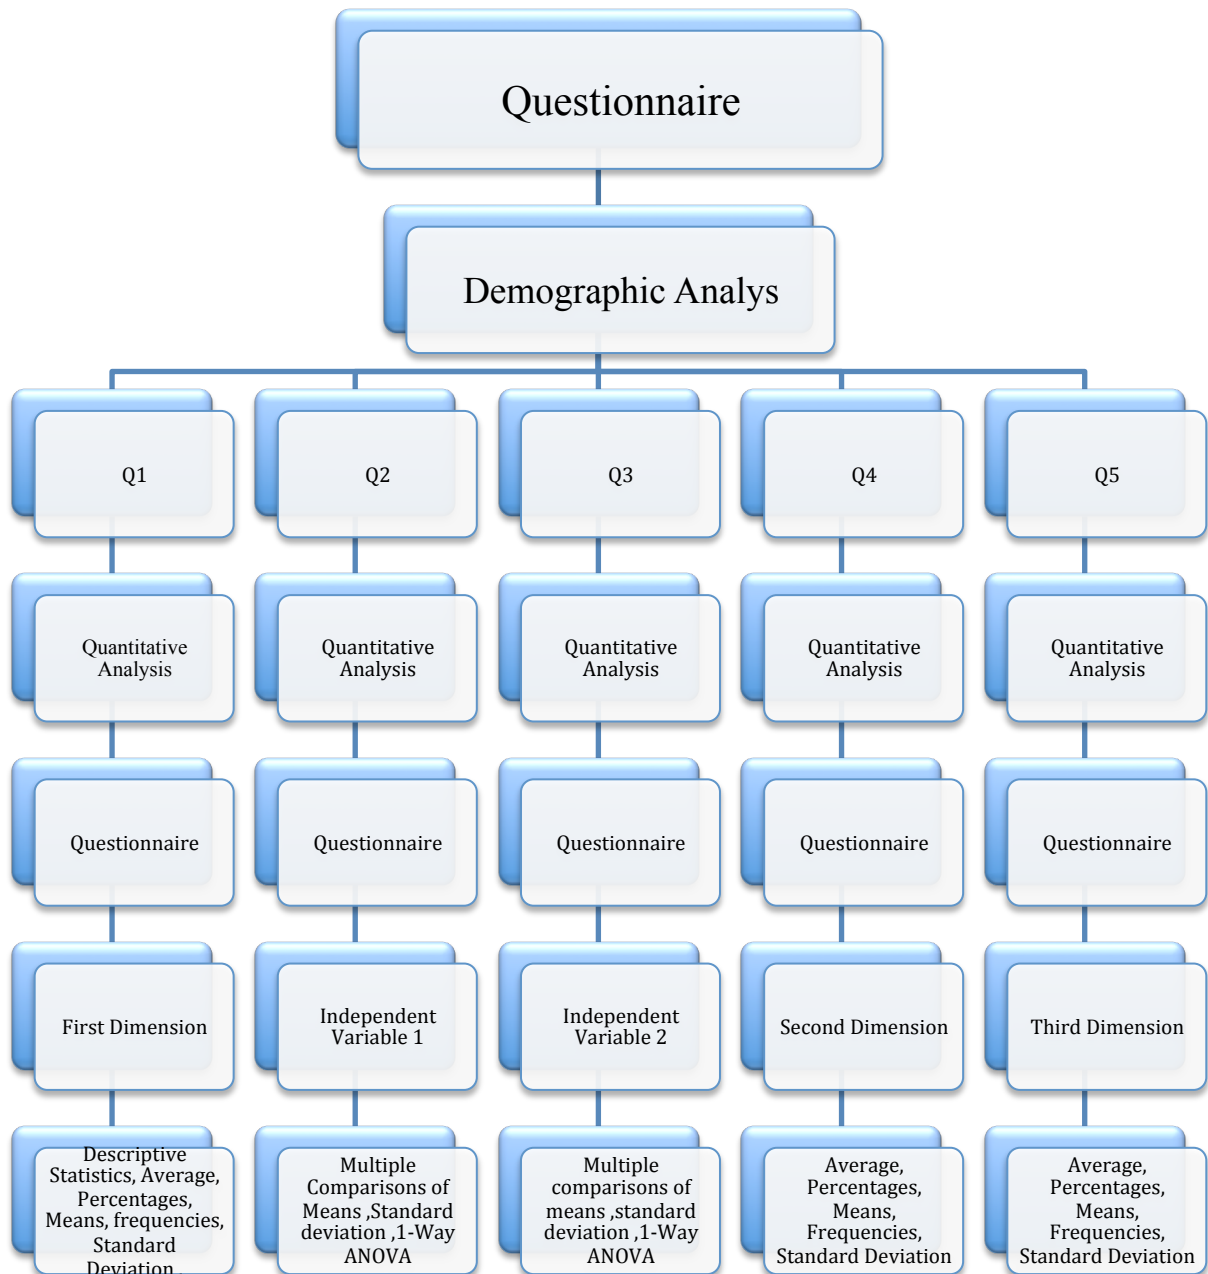 Questionnaire
Demographic Analys
Q1
Q2
Q3
Q4
Q5
Quantitative
Analysis
Quantitative
Analysis
Quantitative
Analysis
Quantitative
Analysis
Quantitative
Analysis
Questionnaire
Questionnaire
Questionnaire
Questionnaire
Questionnaire
First Dimension
Independent
Variable 1
Independent
Variable 2
Second Dimension
Third Dimension
Descriptive
Statistics, Average,
Percentages,
Means, frequencies,
Standard
Deviation
Multiple
Comparisons of
Means ,Standard
deviation ,1-Way
ANOVA
Multiple
comparisons of
means ,standard
deviation ,1-Way
ANOVA
Average,
Percentages,
Means,
Frequencies,
Standard Deviation
Average,
Percentages,
Means,
Frequencies,
Standard Deviation